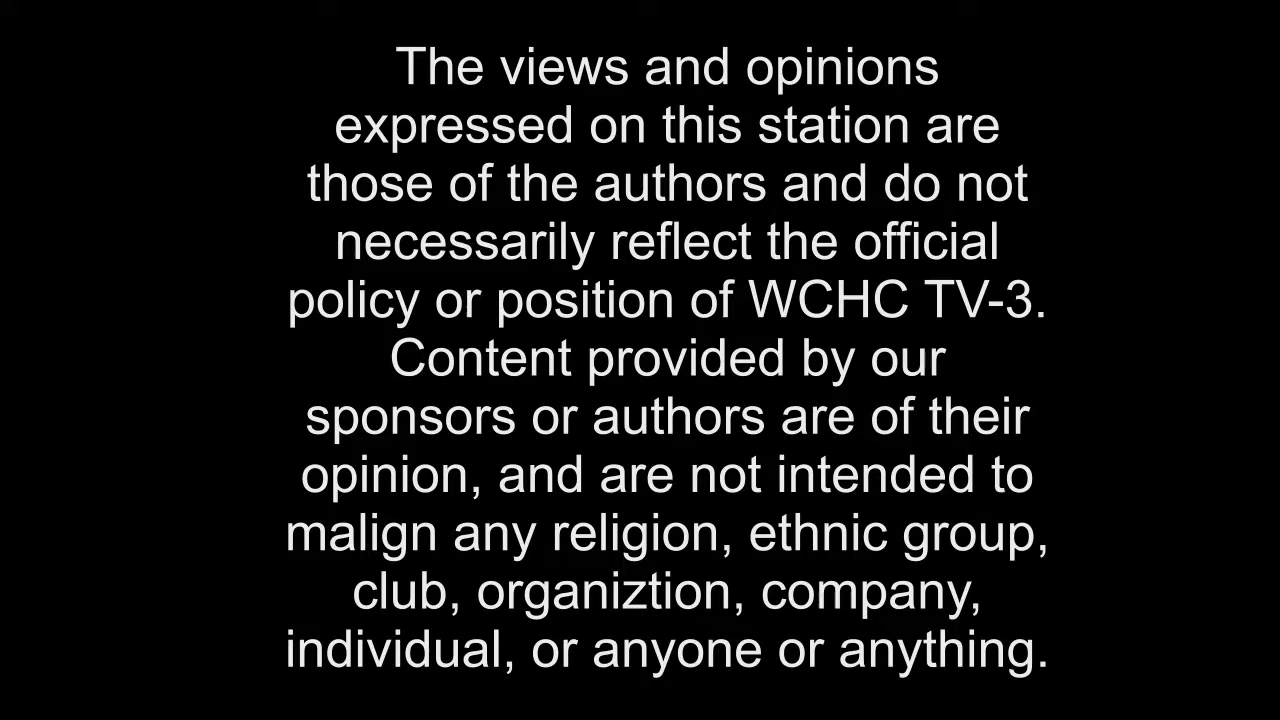 The views and opinions
expressed on this station are
those of the authors and do not
necessarily reflect the official
policy or position of WCHC TV-3.
Content provided by our
sponsors or authors are of their
opinion, and are not intended to
malign any religion, ethnic group,
club, organiztion, company,
individual, or anyone or anything.